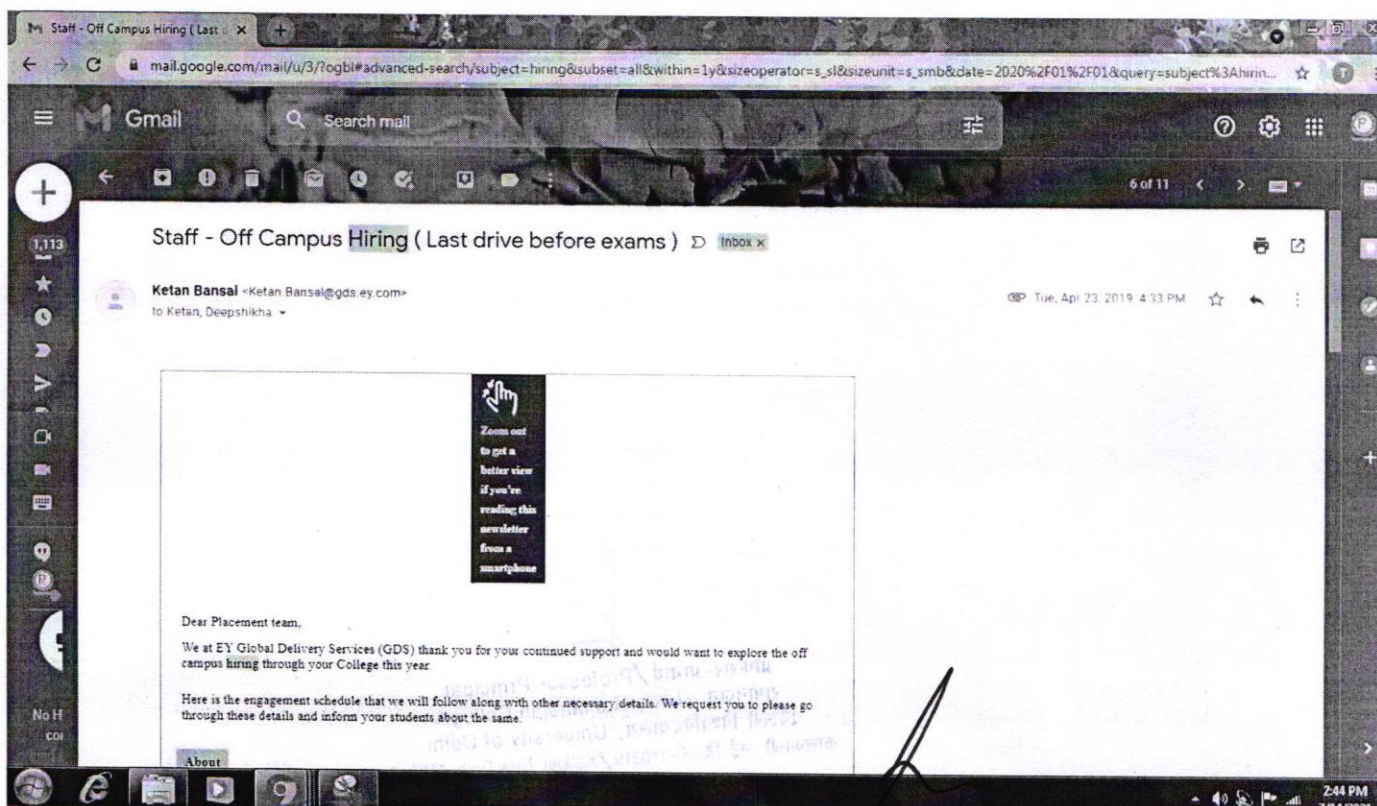 Staff - Off Campus Hiring ( Last
mail.google.com/mail/u/3/?ogbl#advanced-search/subject=hiring&subset=all&within=1y&sizeoperator=s_sl&sizeunit=s_smb&date=2020%2F01%2F01&query=subject%3Ahirin...
Gmail
Search mail
6 of 11
1,113
Staff - Off Campus Hiring ( Last drive before exams )
Inbox x
Ketan Bansal <Ketan.Bansal@gds.ey.com>
Tue, Apr 23, 2019, 4:33 PM
to Ketan, Deepshikha
Zoom out
to get a
better view
if you're
reading this
newsletter
from a
smartphone
Dear Placement team,
We at EY Global Delivery Services (GDS) thank you for your continued support and would want to explore the off
campus hiring through your College this year
Here is the engagement schedule that we will follow along with other necessary details. We request you to please go
through these details and inform your students about the same.
About
No H
2:44 PM